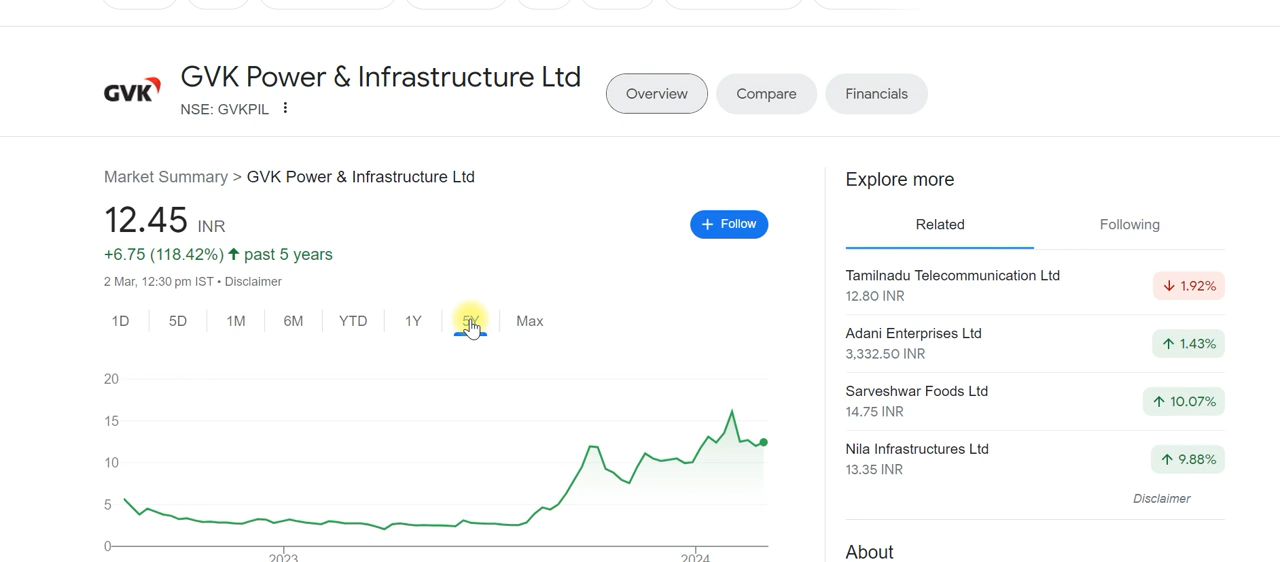 GVK
GVK Power & Infrastructure Ltd
NSE: GVKPIL
Overview
Compare
Financials
Market Summary > GVK Power & Infrastructure Ltd
12.45 INR
+ Follow
+6.75 (118.42%) ↑ past 5 years
2 Mar, 12:30 pm IST • Disclaimer
1D
5D
1M
6M
YTD
1Y
5Y
Max
20
15
10
5
0
2023
2024
Explore more
Related
Following
Tamilnadu Telecommunication Ltd
12.80 INR
↓ 1.92%
Adani Enterprises Ltd
3,332.50 INR
↑ 1.43%
Sarveshwar Foods Ltd
14.75 INR
↑ 10.07%
Nila Infrastructures Ltd
13.35 INR
↑ 9.88%
Disclaimer
About